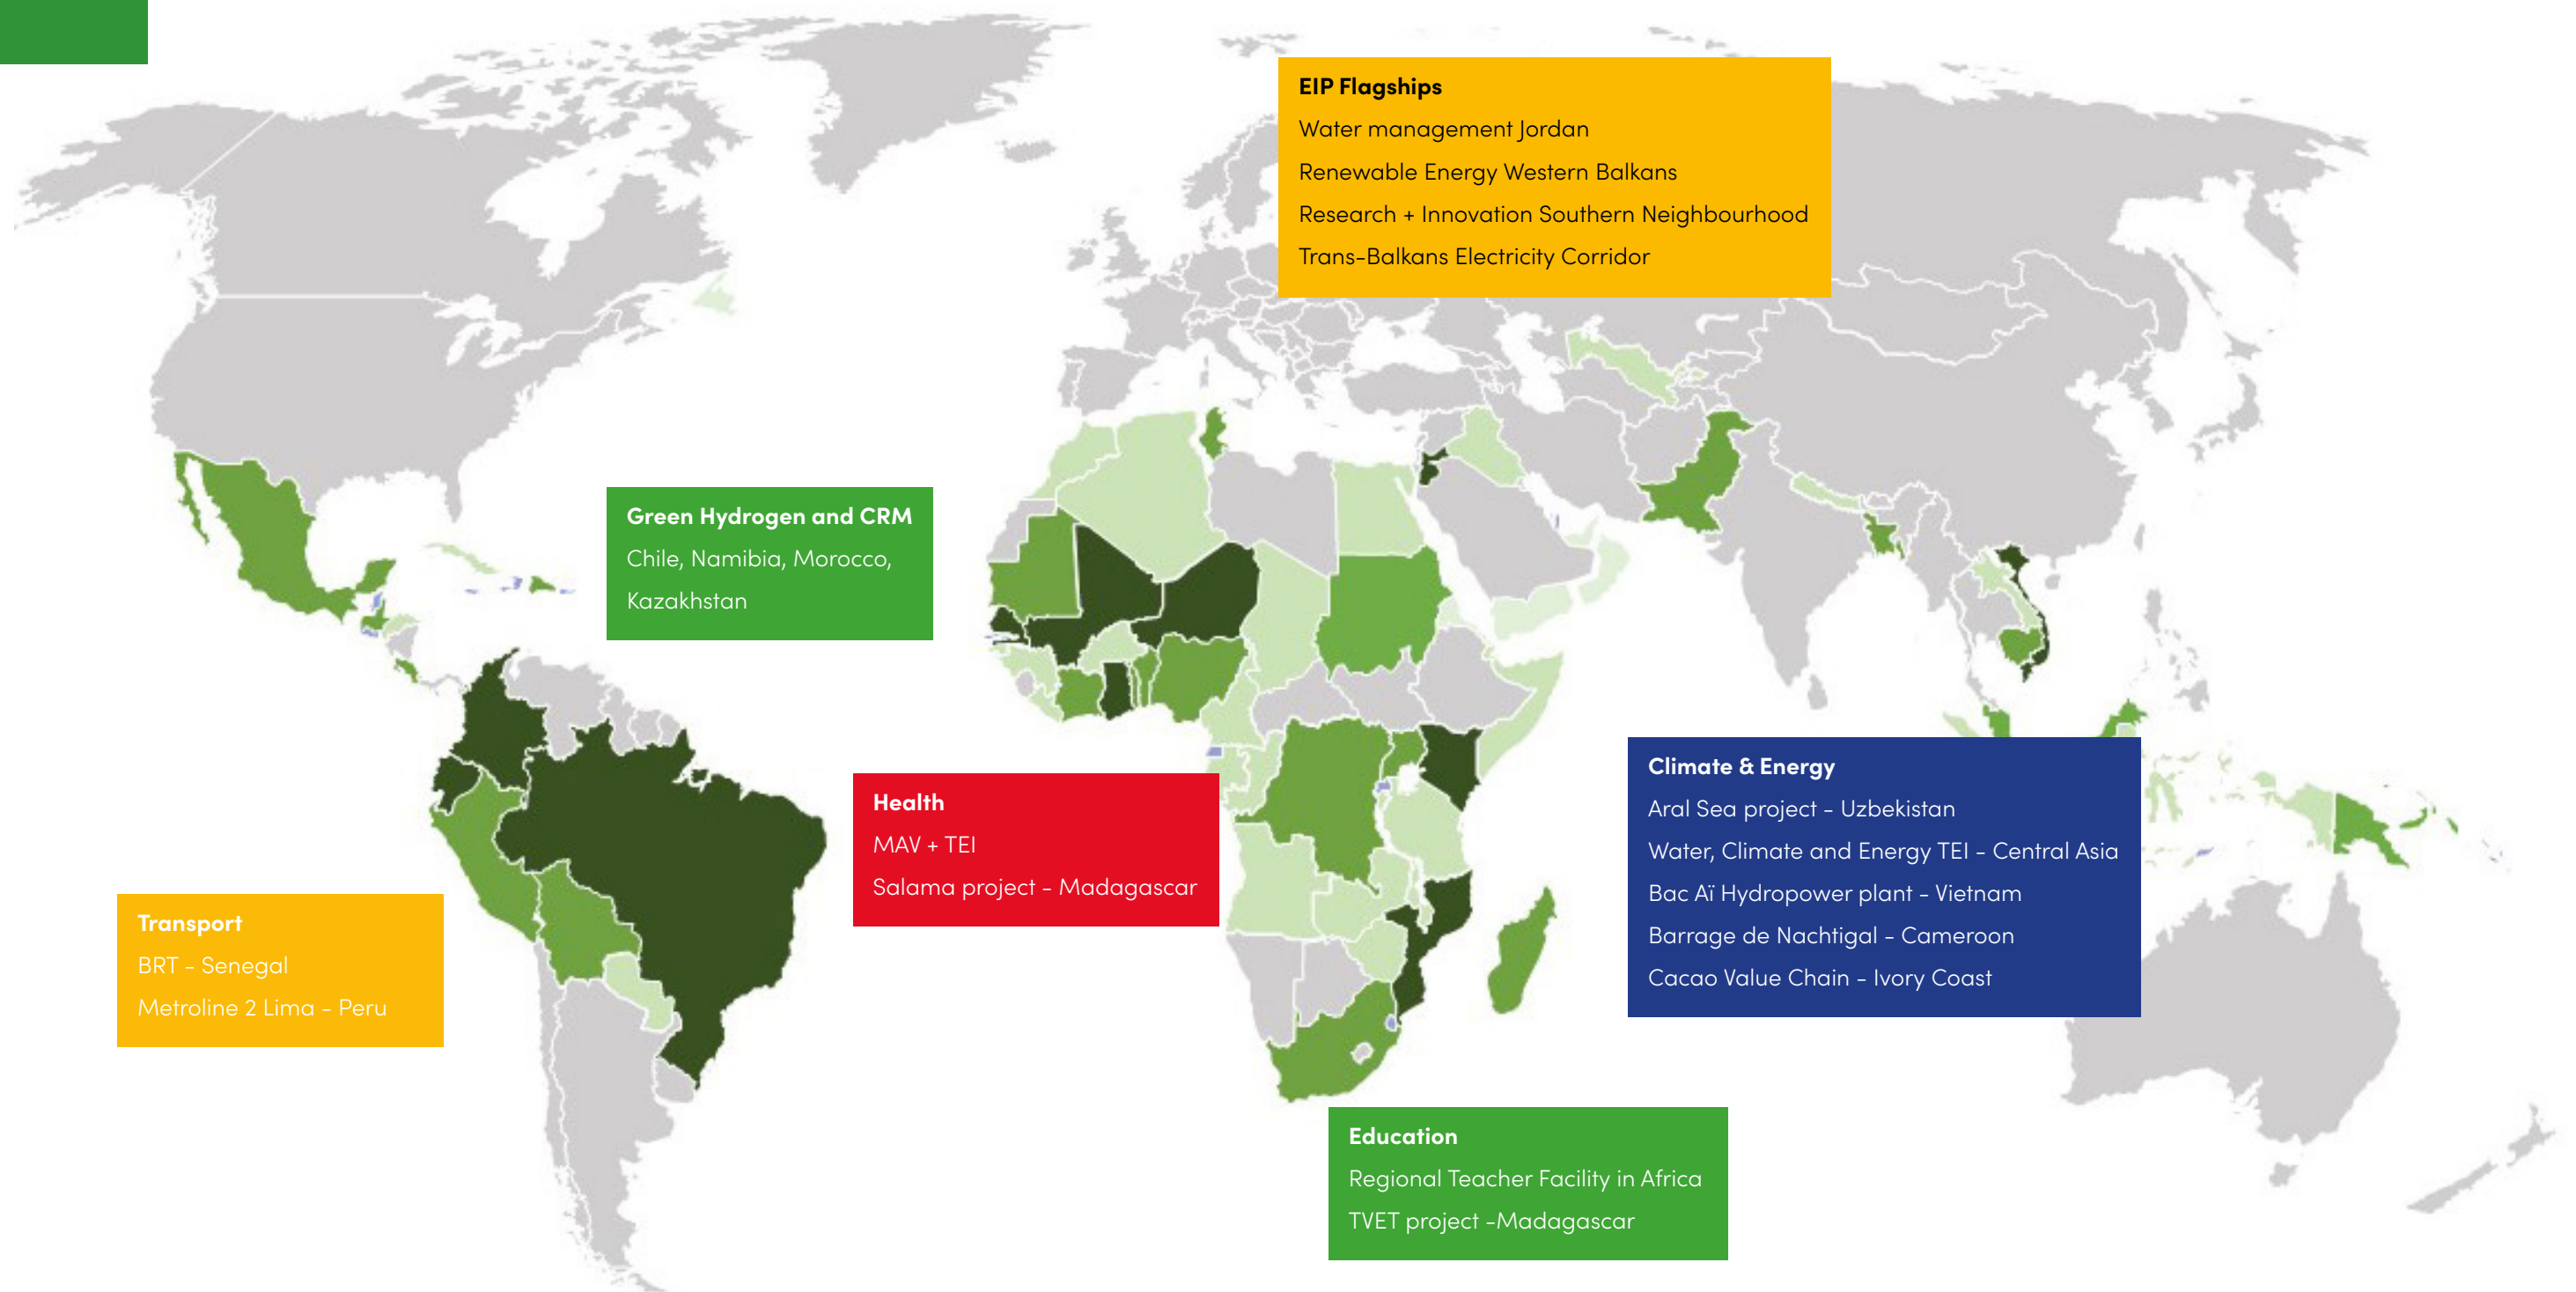 EIP Flagships
Water management Jordan
Renewable Energy Western Balkans
Research + Innovation Southern Neighbourhood
Trans-Balkans Electricity Corridor
Green Hydrogen and CRM
Chile, Namibia, Morocco,
Kazakhstan
Health
MAV + TEI
Salama project - Madagascar
Climate & Energy
Aral Sea project - Uzbekistan
Water, Climate and Energy TEI - Central Asia
Bac Aï Hydropower plant - Vietnam
Barrage de Nachtigal - Cameroon
Cacao Value Chain - Ivory Coast
Transport
BRT - Senegal
Metroline 2 Lima - Peru
Education
Regional Teacher Facility in Africa
TVET project -Madagascar